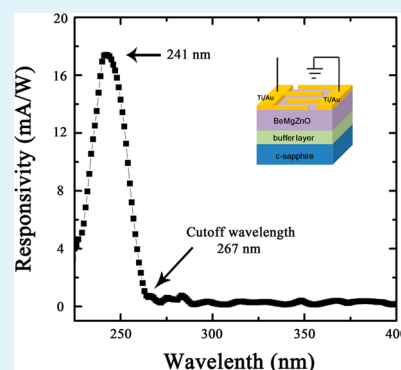 20
16
12
8
4
0
Responsivity (mA/W)
241 nm
Cutoff wavelength
267 nm
Ti/Au
Ti/Au
BeMgZnO
buffer layer
c-sapphire
250
300
350
400
Wavelenth (nm)